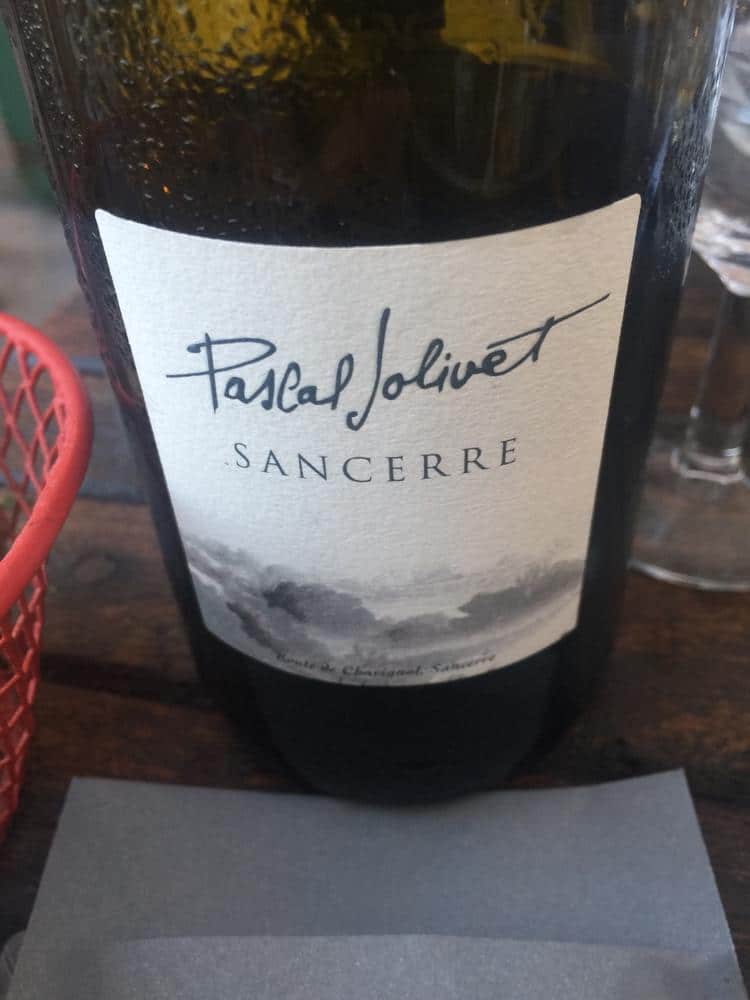 Pascal Jolivet
SANCERRE
Route de Chavignol, Sancerre